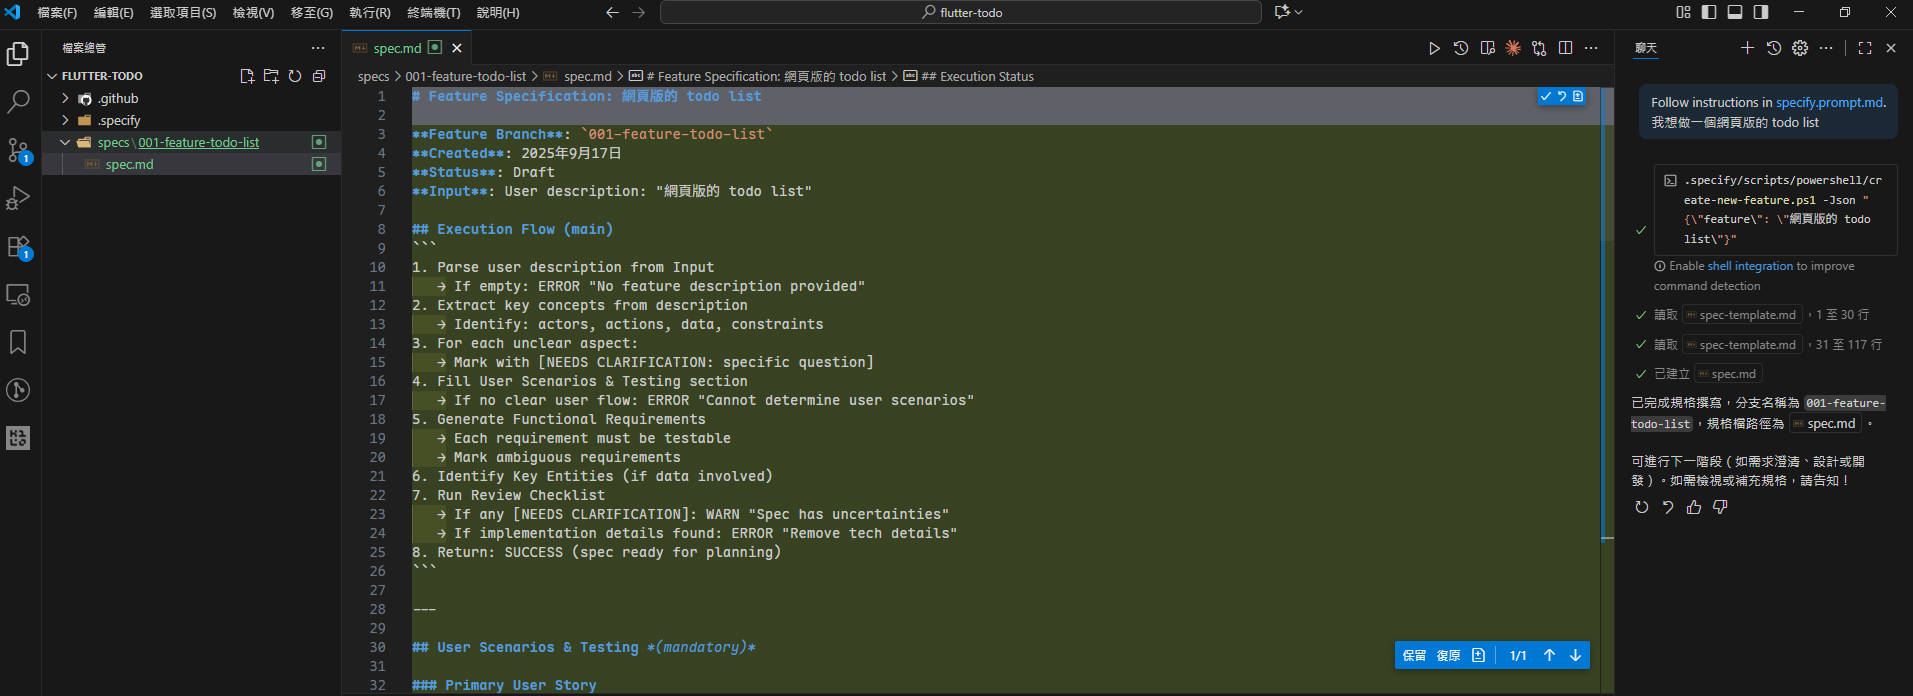 檔案(F) 編輯(E) 選取項目(S) 檢視(V) 移至(G) 執行(R) 終端機(T) 說明(H)
flutter-todo
檔案總管
FLUTTER-TODO
.github
.specify
specs\001-feature-todo-list
spec.md
1
1
spec.md
specs > 001-feature-todo-list > spec.md > # Feature Specification: 網頁版的 todo list > ## Execution Status
1 # Feature Specification: 網頁版的 todo list
2
3 **Feature Branch**: `001-feature-todo-list`
4 **Created**: 2025年9月17日
5 **Status**: Draft
6 **Input**: User description: "網頁版的 todo list"
7
8 ## Execution Flow (main)
9 ```
10 1. Parse user description from Input
11 → If empty: ERROR "No feature description provided"
12 2. Extract key concepts from description
13 → Identify: actors, actions, data, constraints
14 3. For each unclear aspect:
15 → Mark with [NEEDS CLARIFICATION: specific question]
16 4. Fill User Scenarios & Testing section
17 → If no clear user flow: ERROR "Cannot determine user scenarios"
18 5. Generate Functional Requirements
19 → Each requirement must be testable
20 → Mark ambiguous requirements
21 6. Identify Key Entities (if data involved)
22 7. Run Review Checklist
23 → If any [NEEDS CLARIFICATION]: WARN "Spec has uncertainties"
24 → If implementation details found: ERROR "Remove tech details"
25 8. Return: SUCCESS (spec ready for planning)
26 ```
27
28 ---
29
30 ## User Scenarios & Testing *(mandatory)*
31
32 ### Primary User Story
保留 復原 1/1
聊天
Follow instructions in specify.prompt.md.
我想做一個網頁版的 todo list
.specify/scripts/powershell/cr
eate-new-feature.ps1 -Json "
{\"feature\": \"網頁版的 todo
list\"}"
Enable shell integration to improve
command detection
讀取 spec-template.md，1 至 30 行
讀取 spec-template.md，31 至 117 行
已建立 spec.md
已完成規格撰寫，分支名稱為 001-feature-
todo-list，規格檔路徑為 spec.md。
可進行下一階段（如需求澄清、設計或開
發）。如需檢視或補充規格，請告知！